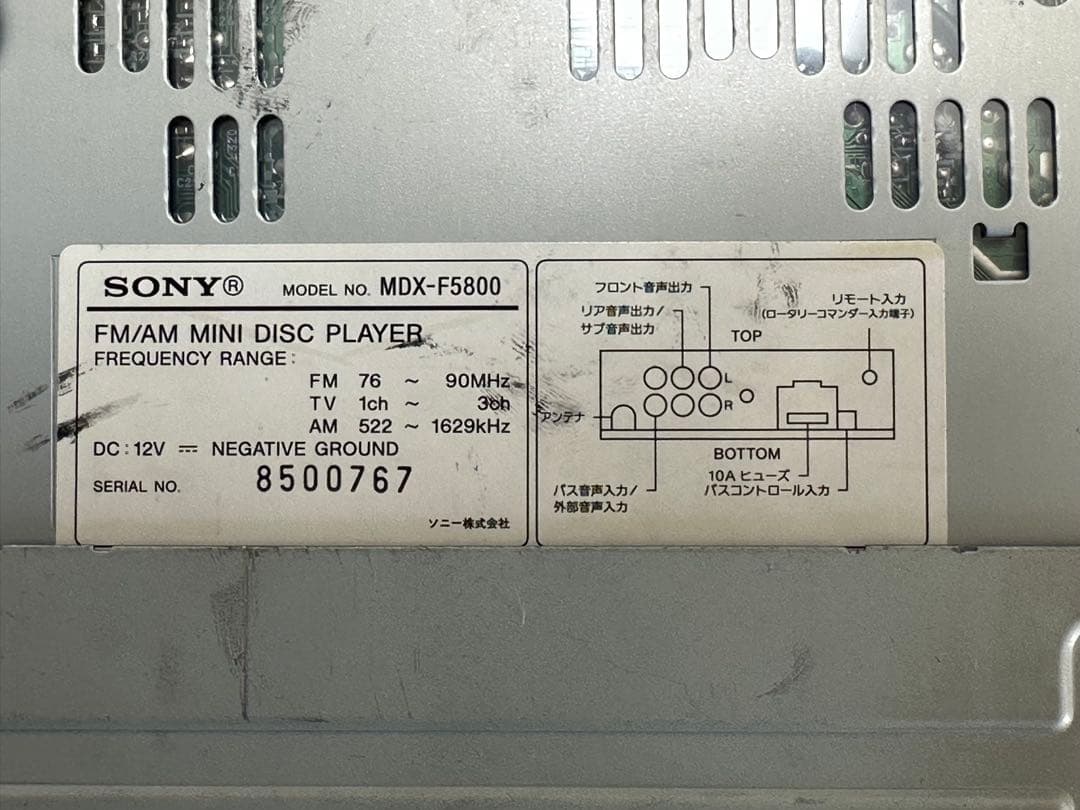 SONY® MODEL NO. MDX-F5800
FM/AM MINI DISC PLAYER
FREQUENCY RANGE:
FM 76 ~ 90MHz
TV 1ch ~ 3ch
AM 522 ~ 1629kHz
DC: 12V ⎓ NEGATIVE GROUND
SERIAL NO. 8500767
ソニー株式会社
フロント音声出力
リア音声出力/
サブ音声出力
リモート入力
(ロータリーコマンダー入力端子)
TOP
L
R
アンテナ
BOTTOM
10A ヒューズ
バスコントロール入力
バス音声入力/
外部音声入力